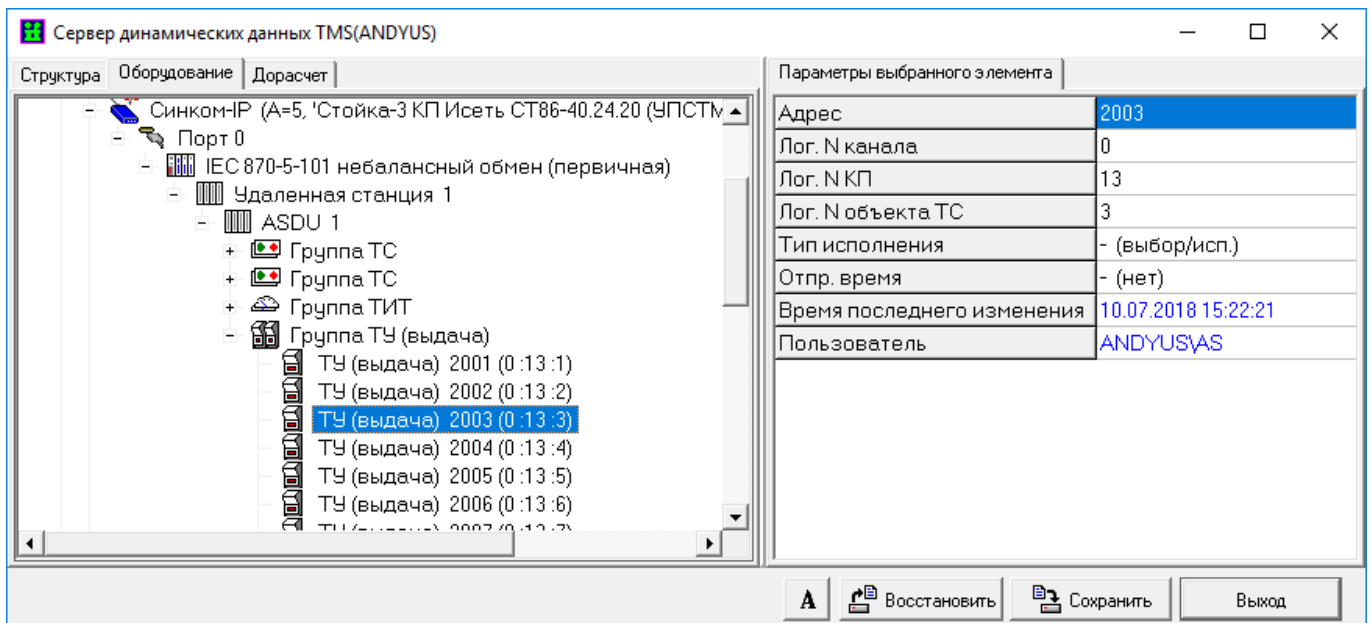 Сервер динамических данных TMS(ANDYUS)
Структура Оборудование Дорасчет
Синком-IP (А=5, 'Стойка-3 КП Исеть СТ86-40.24.20 (УПСТМ
Порт 0
IEC 870-5-101 небалансный обмен (первичная)
Удаленная станция 1
ASDU 1
Группа ТС
Группа ТС
Группа ТИТ
Группа ТУ (выдача)
ТУ (выдача) 2001 (0 :13 :1)
ТУ (выдача) 2002 (0 :13 :2)
ТУ (выдача) 2003 (0 :13 :3)
ТУ (выдача) 2004 (0 :13 :4)
ТУ (выдача) 2005 (0 :13 :5)
ТУ (выдача) 2006 (0 :13 :6)
ТУ (выдача) 2007 (0 :13 :7)
Параметры выбранного элемента
Адрес 2003
Лог. N канала 0
Лог. N КП 13
Лог. N объекта ТС 3
Тип исполнения - (выбор/исп.)
Отпр. время - (нет)
Время последнего изменения 10.07.2018 15:22:21
Пользователь ANDYUS\AS
А Восстановить Сохранить Выход